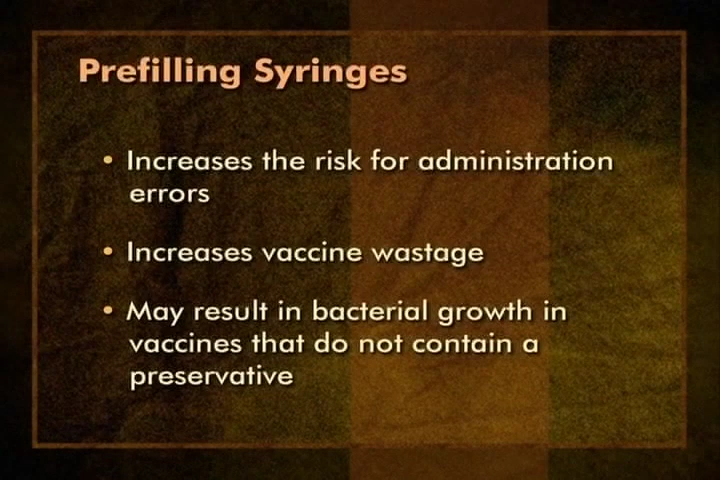 Prefilling Syringes
• Increases the risk for administration
errors
• Increases vaccine wastage
• May result in bacterial growth in
vaccines that do not contain a
preservative